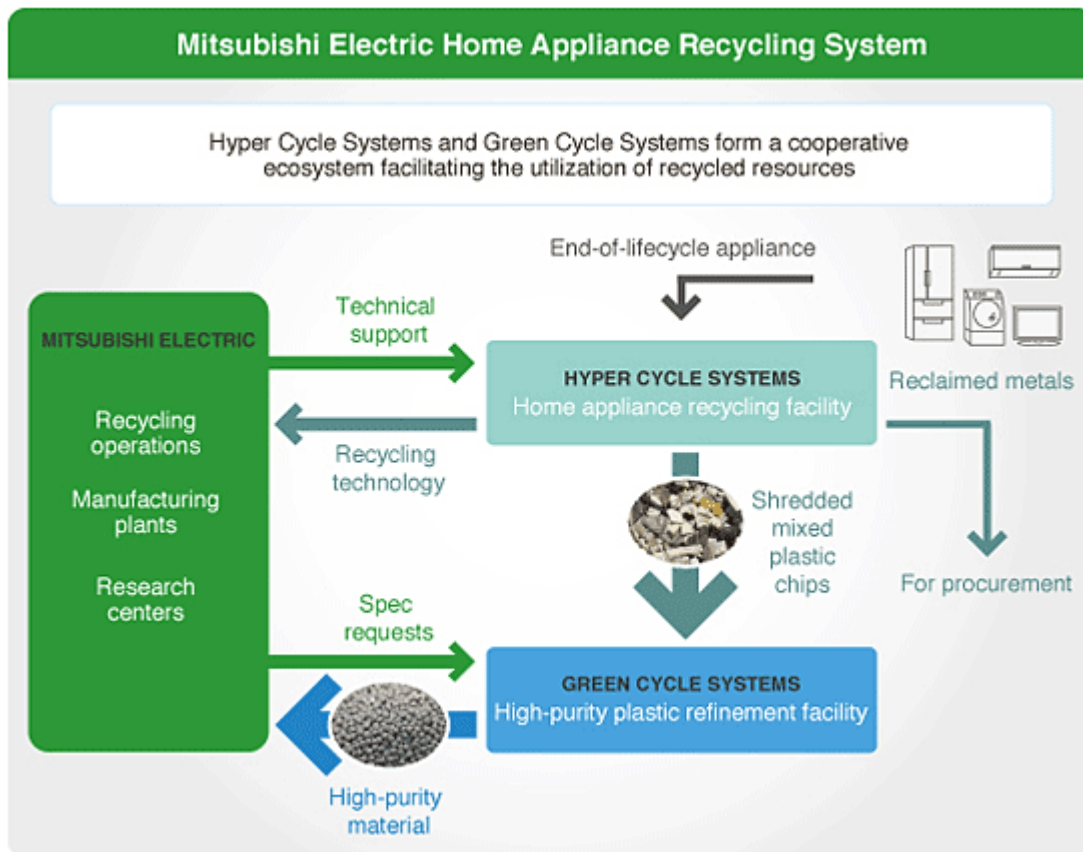 Mitsubishi Electric Home Appliance Recycling System
Hyper Cycle Systems and Green Cycle Systems form a cooperative
ecosystem facilitating the utilization of recycled resources
End-of-lifecycle appliance
MITSUBISHI ELECTRIC
Recycling
operations
Manufacturing
plants
Research
centers
Technical
support
Recycling
technology
HYPER CYCLE SYSTEMS
Home appliance recycling facility
Reclaimed metals
For procurement
Shredded
mixed
plastic
chips
Spec
requests
GREEN CYCLE SYSTEMS
High-purity plastic refinement facility
High-purity
material